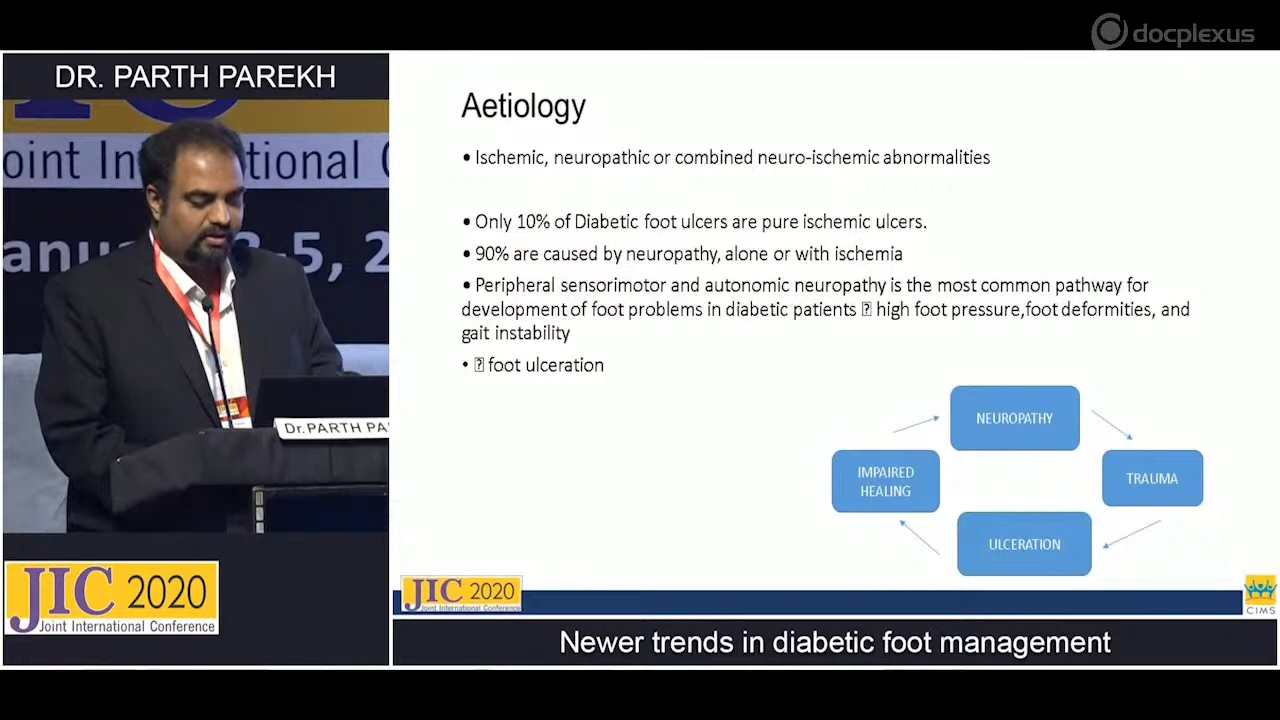 docplexus
DR. PARTH PAREKH
Joint International C
anua 3-5, 2
Dr.PARTH PA
JIC 2020
Joint International Conference
Aetiology
• Ischemic, neuropathic or combined neuro-ischemic abnormalities
• Only 10% of Diabetic foot ulcers are pure ischemic ulcers.
• 90% are caused by neuropathy, alone or with ischemia
• Peripheral sensorimotor and autonomic neuropathy is the most common pathway for
development of foot problems in diabetic patients � high foot pressure,foot deformities, and
gait instability
• � foot ulceration
NEUROPATHY
TRAUMA
ULCERATION
IMPAIRED
HEALING
JIC 2020
Joint International Conference
CIMS
Newer trends in diabetic foot management